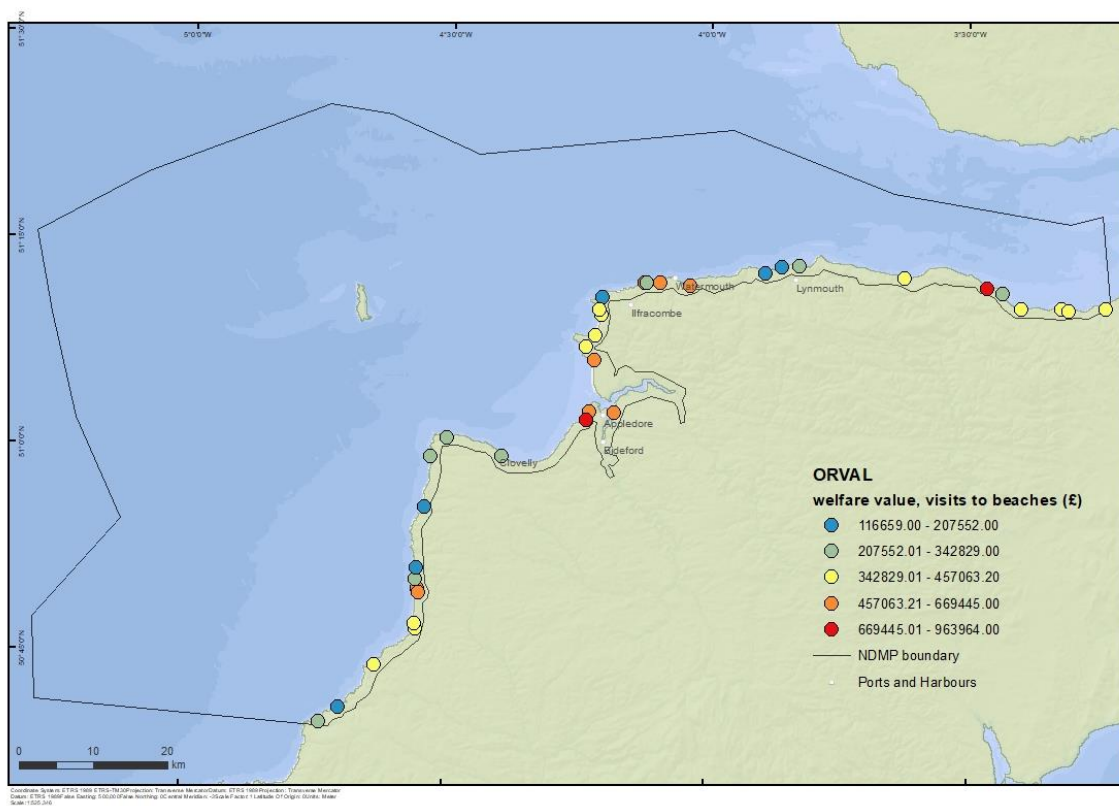 5°0'0"W
4°30'0"W
4°0'0"W
3°30'0"W
51°30'0"N
51°15'0"N
51°0'0"N
50°45'0"N
Watermouth
Lynmouth
Ilfracombe
Appledore
Bideford
Clovelly
ORVAL
welfare value, visits to beaches (£)
116659.00 - 207552.00
207552.01 - 342829.00
342829.01 - 457063.20
457063.21 - 669445.00
669445.01 - 963964.00
NDMP boundary
Ports and Harbours
0 10 20
km